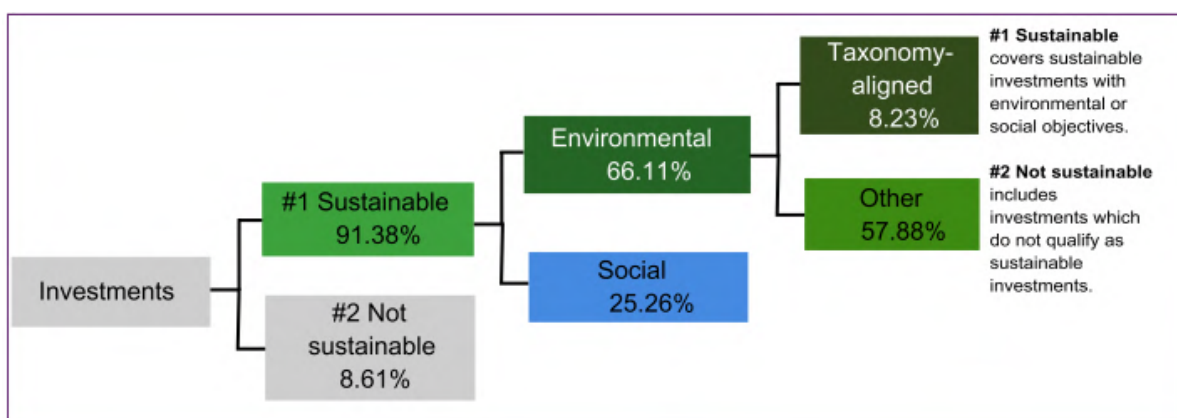 Investments
#1 Sustainable
91.38%
#2 Not
sustainable
8.61%
Environmental
66.11%
Social
25.26%
Taxonomy-
aligned
8.23%
Other
57.88%
#1 Sustainable
covers sustainable
investments with
environmental or
social objectives.
#2 Not sustainable
includes
investments which
do not qualify as
sustainable
investments.